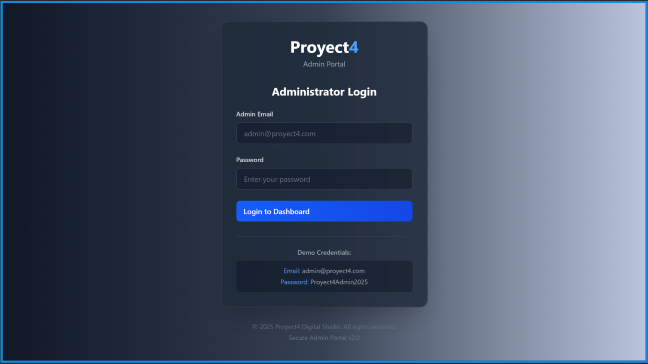 Proyect4
Admin Portal
Administrator Login
Admin Email
admin@proyect4.com
Password
Enter your password
Login to Dashboard
Demo Credentials:
Email: admin@proyect4.com
Password: Proyect4Admin2025
© 2025 Proyect4 Digital Studio. All rights reserved.
Secure Admin Portal v2.0